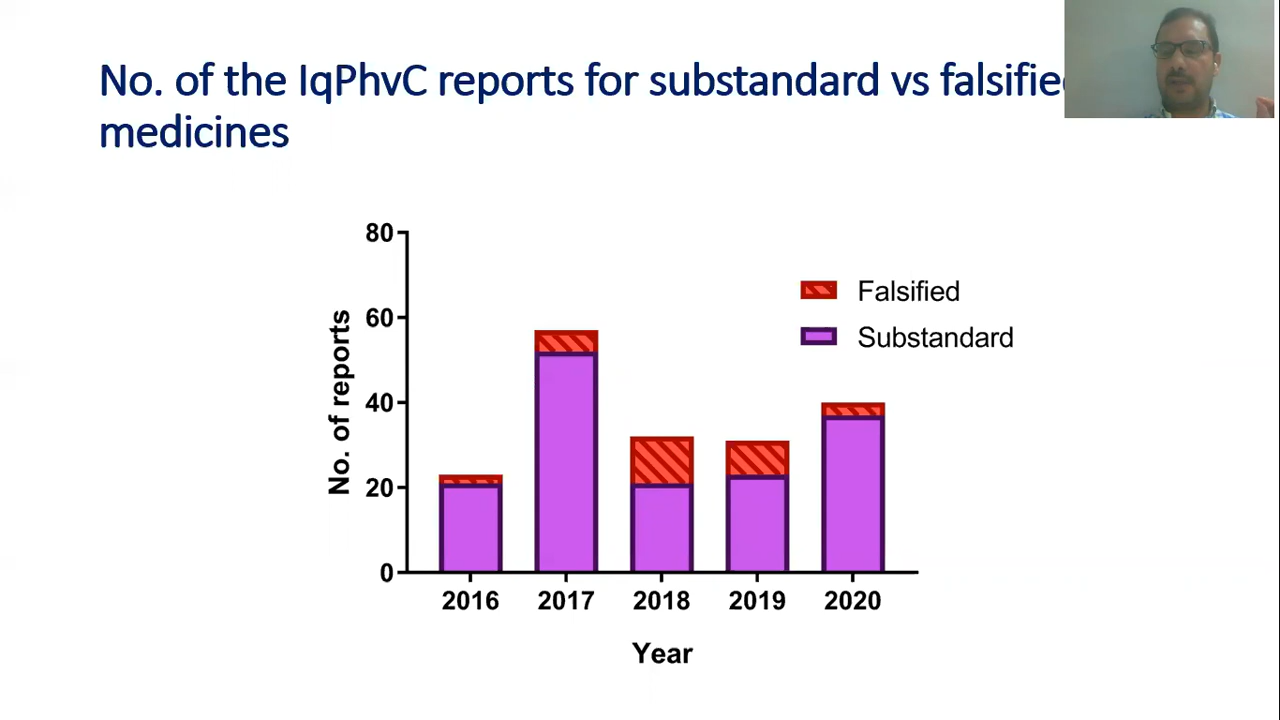 No. of the IqPhvC reports for substandard vs falsifie
medicines
80
60
40
20
0
No. of reports
Falsified
Substandard
2016 2017 2018 2019 2020
Year